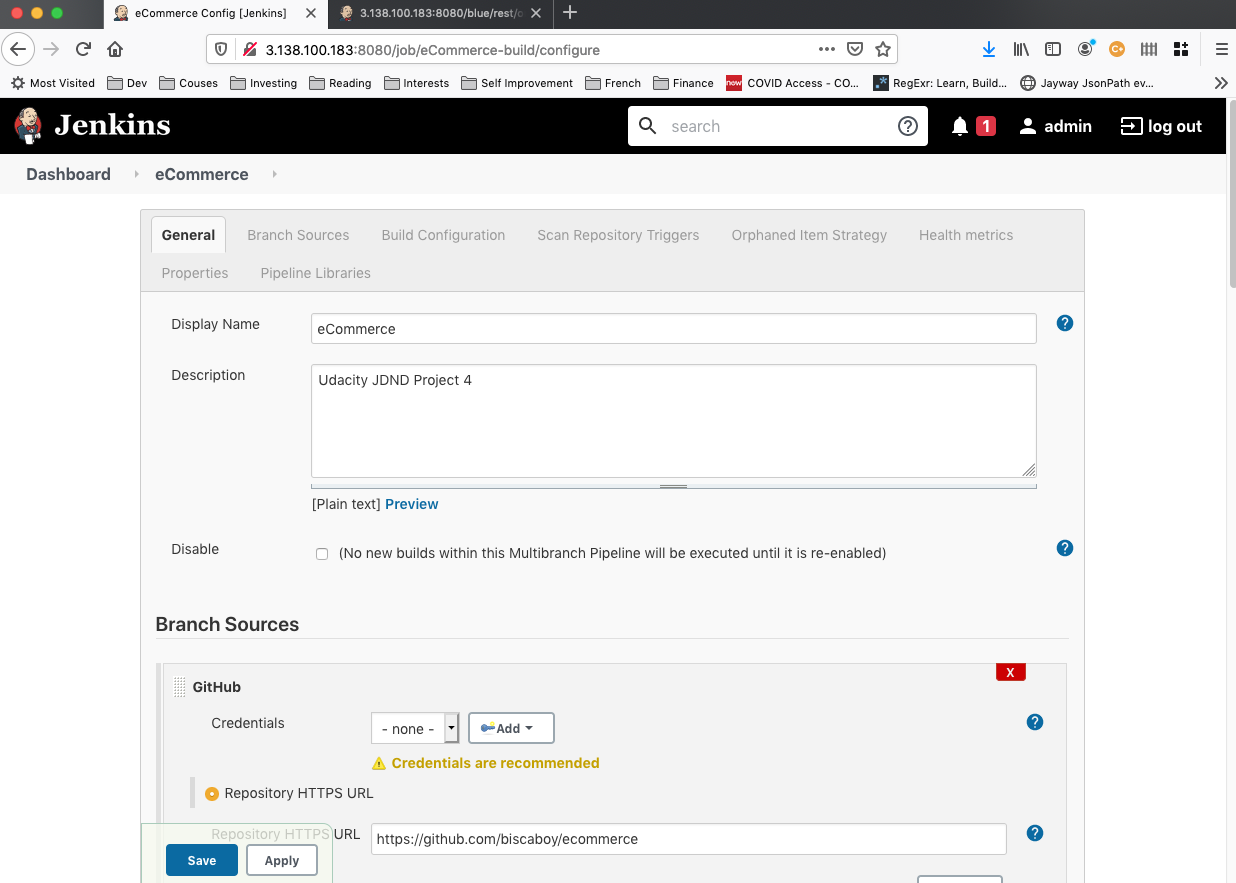 eCommerce Config [Jenkins]
3.138.100.183:8080/blue/rest/
3.138.100.183:8080/job/eCommerce-build/configure
Most Visited Dev Couses Investing Reading Interests Self Improvement French Finance now COVID Access - CO... RegExr: Learn, Build... Jayway JsonPath ev...
Jenkins search 1 admin log out
Dashboard eCommerce
General Branch Sources Build Configuration Scan Repository Triggers Orphaned Item Strategy Health metrics
Properties Pipeline Libraries
Display Name eCommerce
Description Udacity JDND Project 4
[Plain text] Preview
Disable (No new builds within this Multibranch Pipeline will be executed until it is re-enabled)
Branch Sources
X
GitHub
Credentials - none - Add
Credentials are recommended
Repository HTTPS URL
Repository HTTPS URL https://github.com/biscaboy/ecommerce
Save Apply